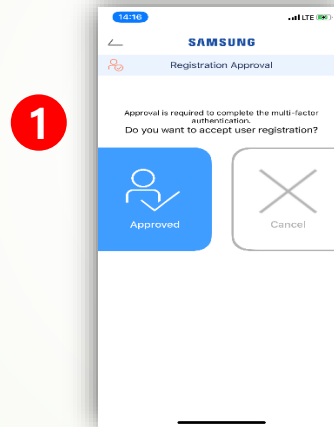 14:16
LTE
SAMSUNG
Registration Approval
1
Approval is required to complete the multi-factor
authentication.
Do you want to accept user registration?
Approved
Cancel